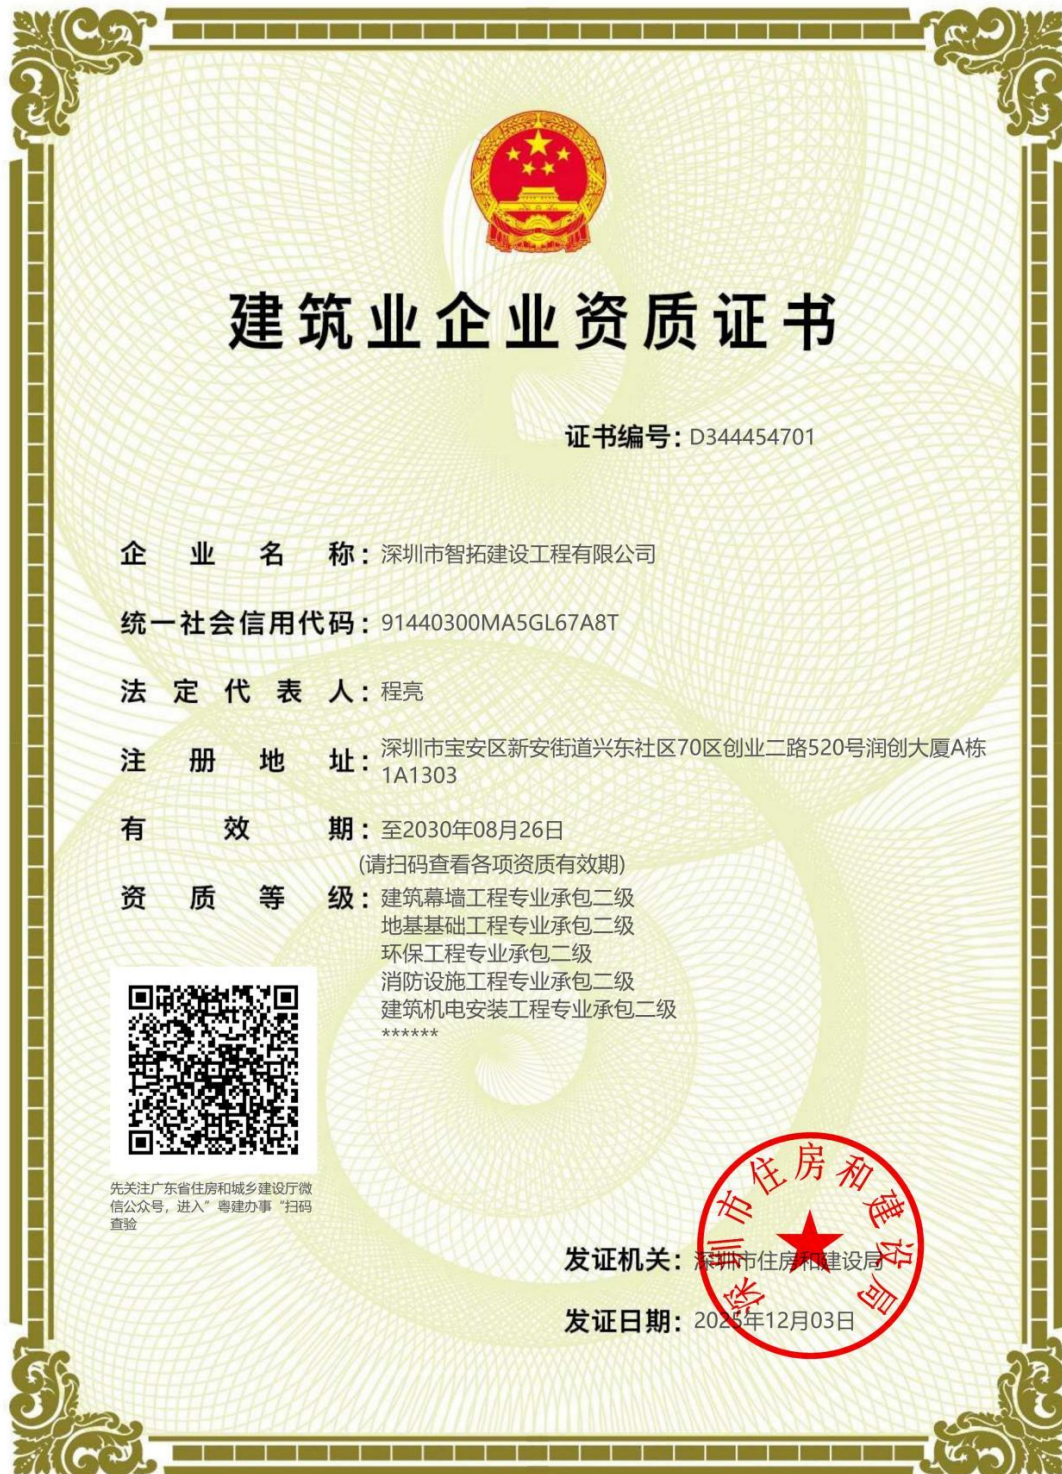 建筑业企业资质证书
证书编号：D344454701
企业名称：深圳市智拓建设工程有限公司
统一社会信用代码：91440300MA5GL67A8T
法定代表人：程亮
注册地址：深圳市宝安区新安街道兴东社区70区创业二路520号润创大厦A栋
1A1303
有效期：至2030年08月26日
(请扫码查看各项资质有效期)
资质等级：建筑幕墙工程专业承包二级
地基基础工程专业承包二级
环保工程专业承包二级
消防设施工程专业承包二级
建筑机电安装工程专业承包二级
******
先关注广东省住房和城乡建设厅微
信公众号，进入“粤建办事“扫码
查验
深圳市住房和建设局
发证机关：深圳市住房和建设局
发证日期：2025年12月03日